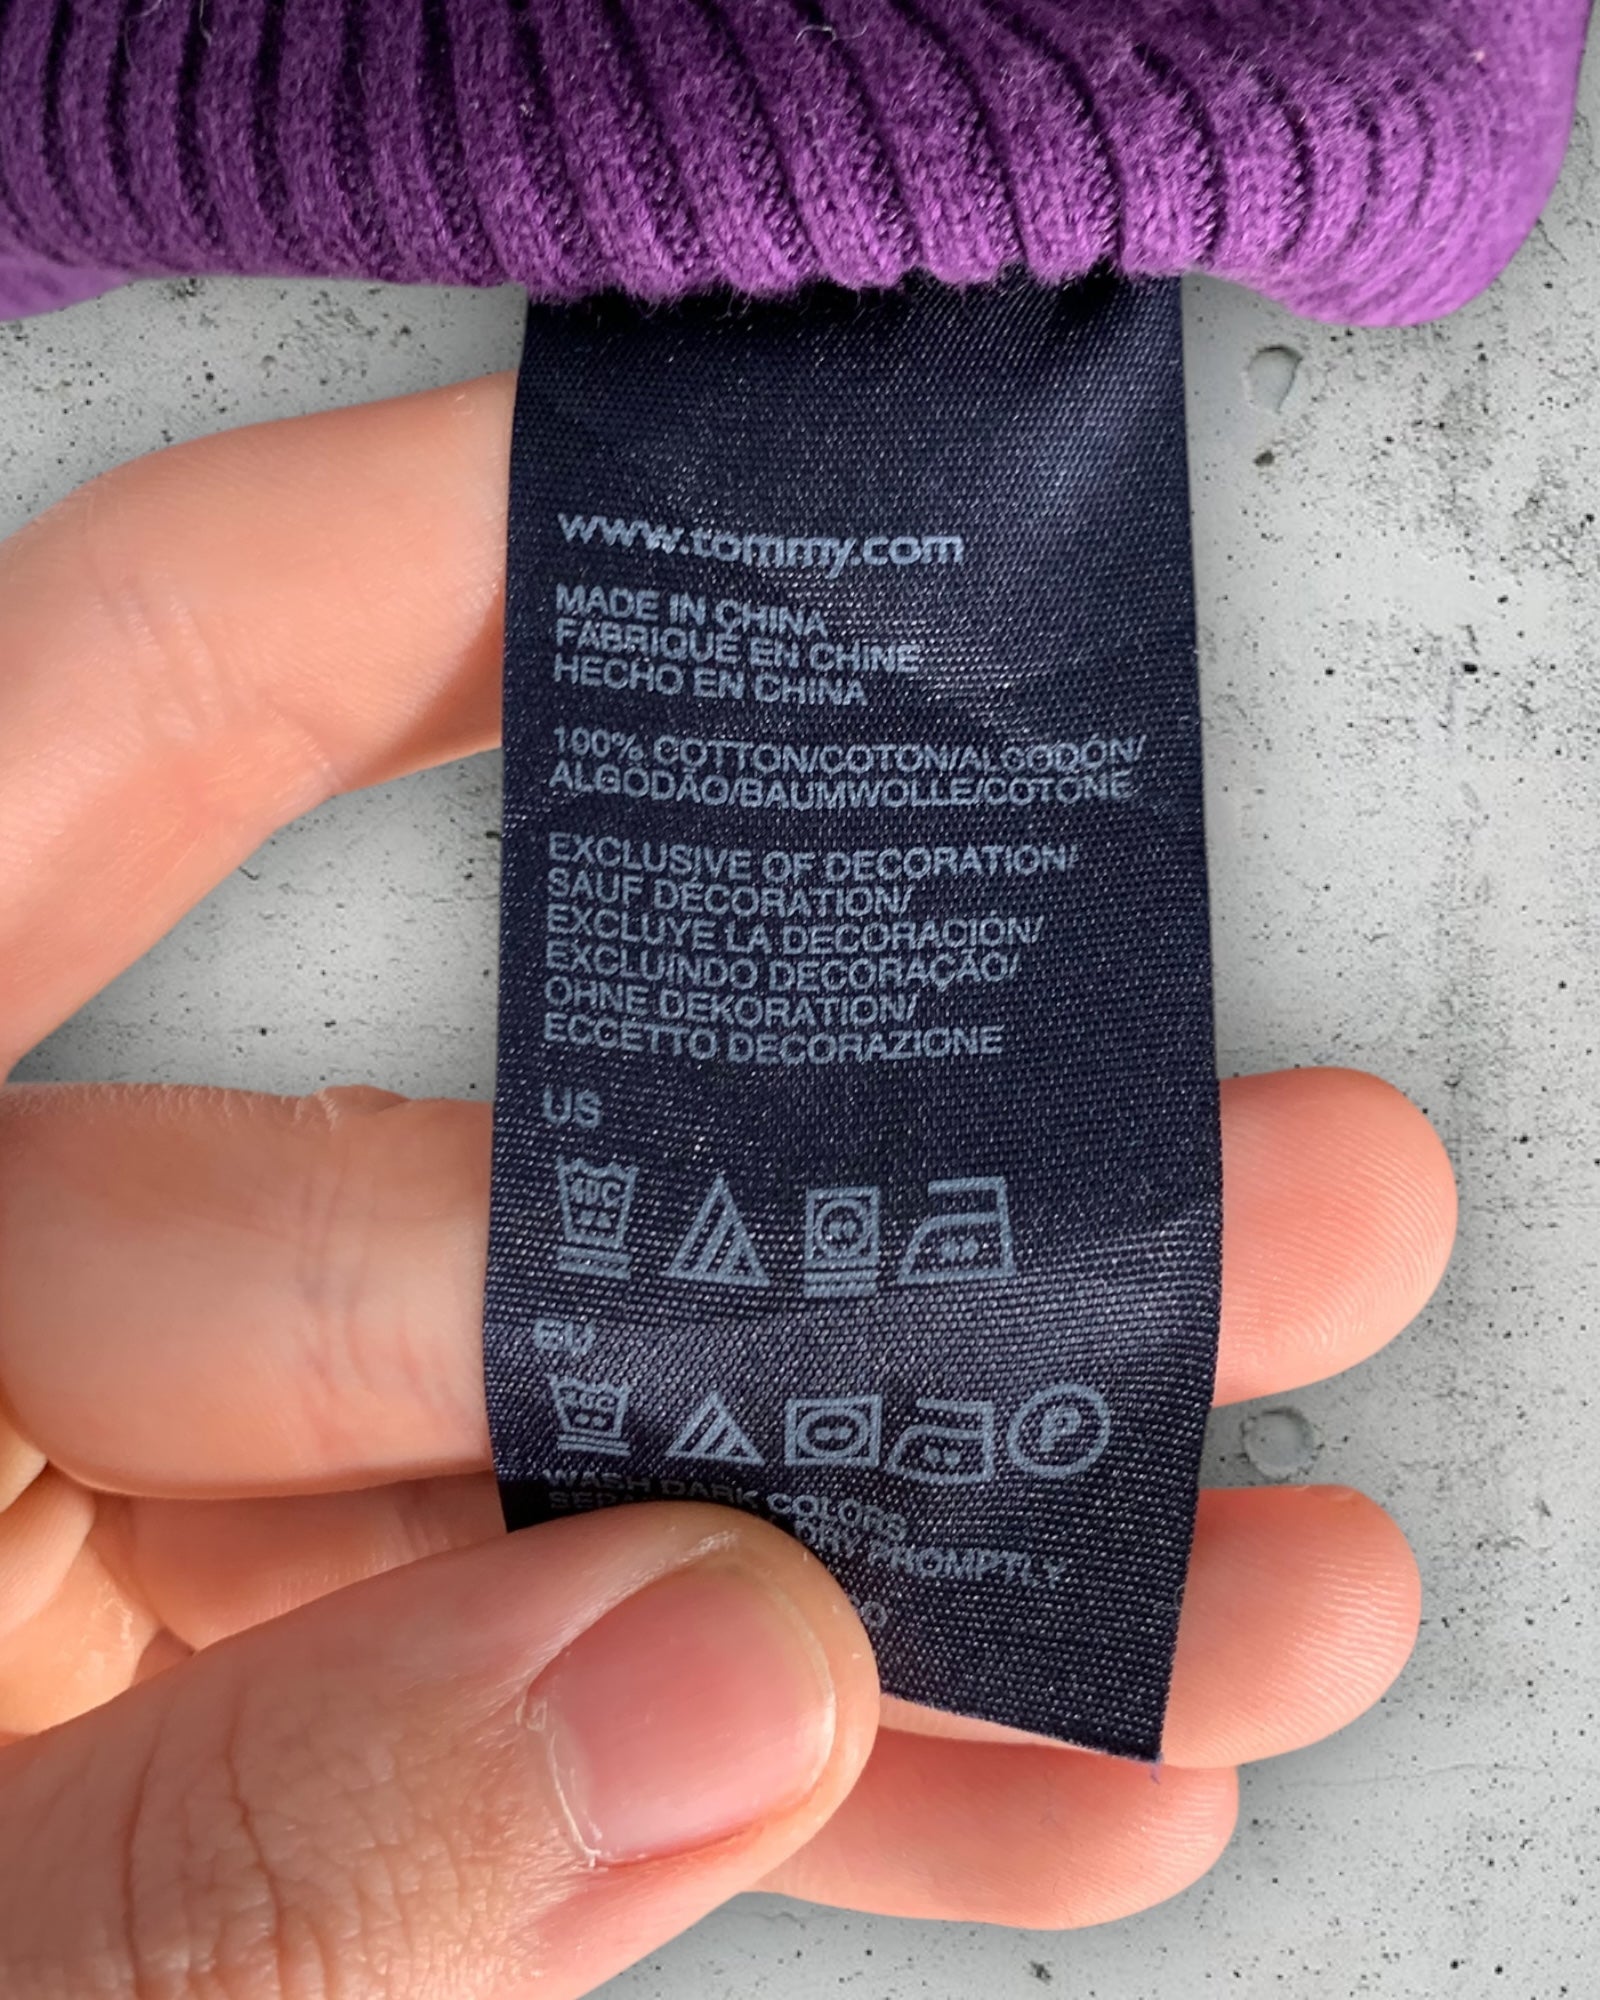 www.tommy.com
MADE IN CHINA
FABRIQUÉ EN CHINE
HECHO EN CHINA
100% COTTON/COTON/ALGODÓN/
ALGODÃO/BAUMWOLLE/COTONE
EXCLUSIVE OF DECORATION/
SAUF DÉCORATION/
EXCLUYE LA DECORACIÓN/
EXCLUINDO DECORAÇÃO/
OHNE DEKORATION/
ECCETTO DECORAZIONE
US
EU
P
WASH DARK COLORS
DRY PROMPTLY